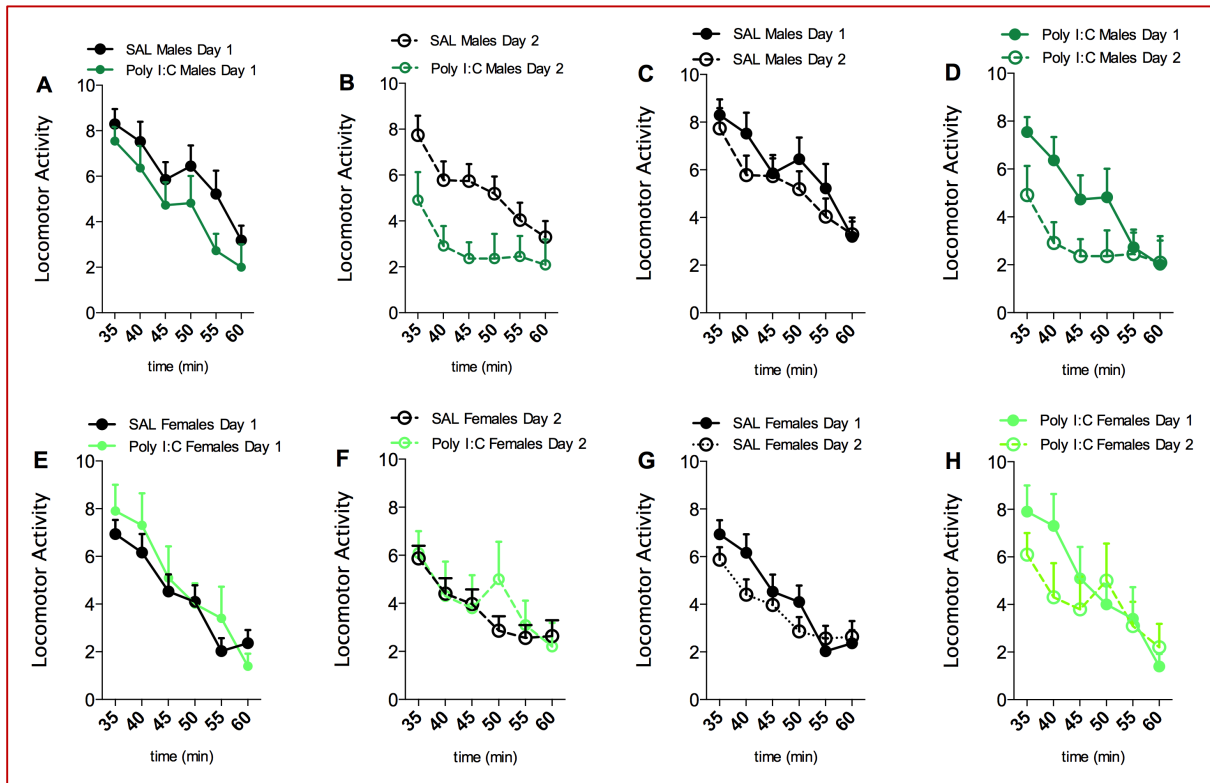 A
SAL Males Day 1
Poly I:C Males Day 1
Locomotor Activity
10
8
6
4
2
0
35 40 45 50 55 60
time (min)
B
SAL Males Day 2
Poly I:C Males Day 2
Locomotor Activity
10
8
6
4
2
0
35 40 45 50 55 60
time (min)
C
SAL Males Day 1
SAL Males Day 2
Locomotor Activity
10
8
6
4
2
0
35 40 45 50 55 60
time (min)
D
Poly I:C Males Day 1
Poly I:C Males Day 2
Locomotor Activity
10
8
6
4
2
0
35 40 45 50 55 60
time (min)
E
SAL Females Day 1
Poly I:C Females Day 1
Locomotor Activity
10
8
6
4
2
0
35 40 45 50 55 60
time (min)
F
SAL Females Day 2
Poly I:C Females Day 2
Locomotor Activity
10
8
6
4
2
0
35 40 45 50 55 60
time (min)
G
SAL Females Day 1
SAL Females Day 2
Locomotor Activity
10
8
6
4
2
0
35 40 45 50 55 60
time (min)
H
Poly I:C Females Day 1
Poly I:C Females Day 2
Locomotor Activity
10
8
6
4
2
0
35 40 45 50 55 60
time (min)